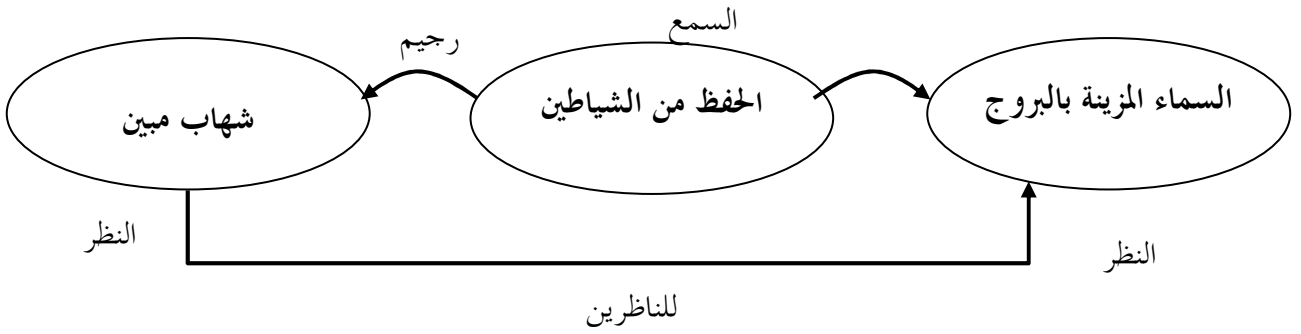 السمع
رجيم
السماء المزينة بالبروج
الحفظ من الشياطين
شهاب مبين
النظر
النظر
للناظرين